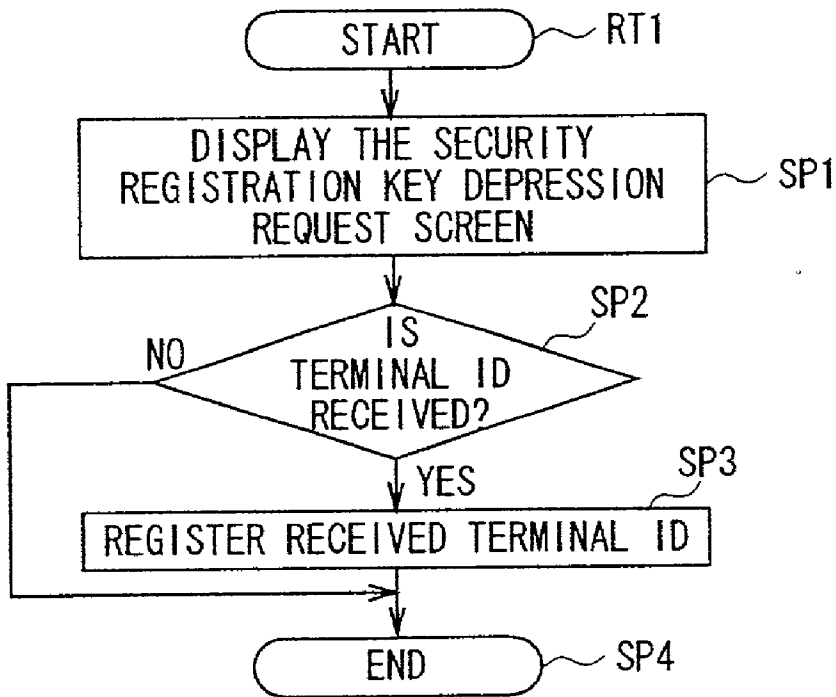 START
RT1
DISPLAY THE SECURITY
REGISTRATION KEY DEPRESSION
REQUEST SCREEN
SP1
SP2
NO
IS
TERMINAL ID
RECEIVED?
YES
SP3
REGISTER RECEIVED TERMINAL ID
END
SP4